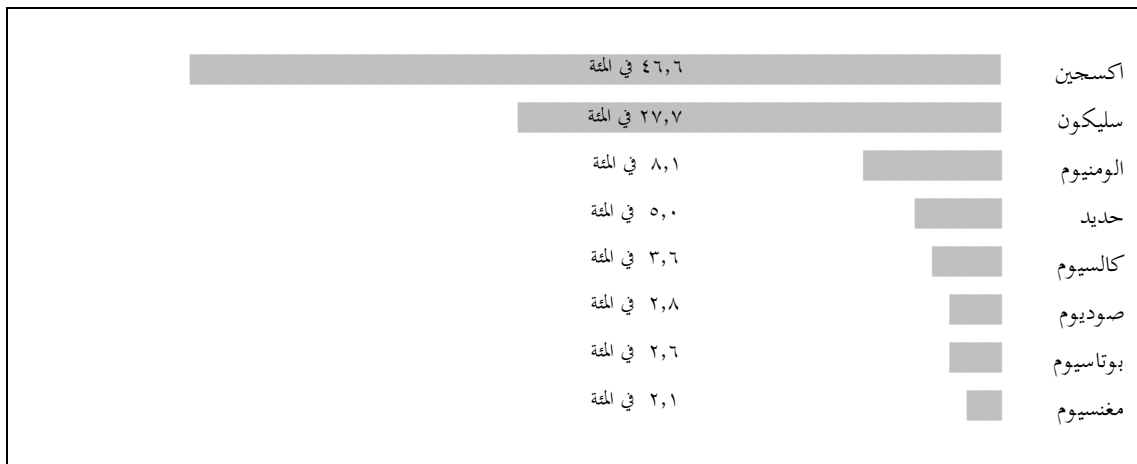 اكسجين ٤٦,٦ في المئة
سليكون ٢٧,٧ في المئة
الومنيوم ٨,١ في المئة
حديد ٥,٠ في المئة
كالسيوم ٣,٦ في المئة
صوديوم ٢,٨ في المئة
بوتاسيوم ٢,٦ في المئة
مغنسيوم ٢,١ في المئة